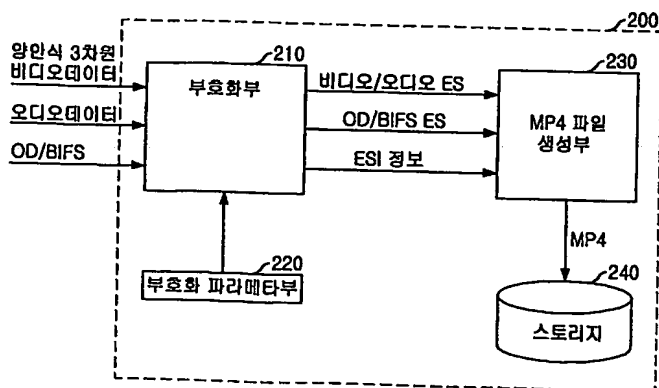 200
양안식 3차원
비디오데이터
오디오데이터
OD/BIFS
210
부호화부
비디오/오디오 ES
OD/BIFS ES
ESI 정보
230
MP4 파일
생성부
220
부호화 파라메타부
MP4
240
스토리지